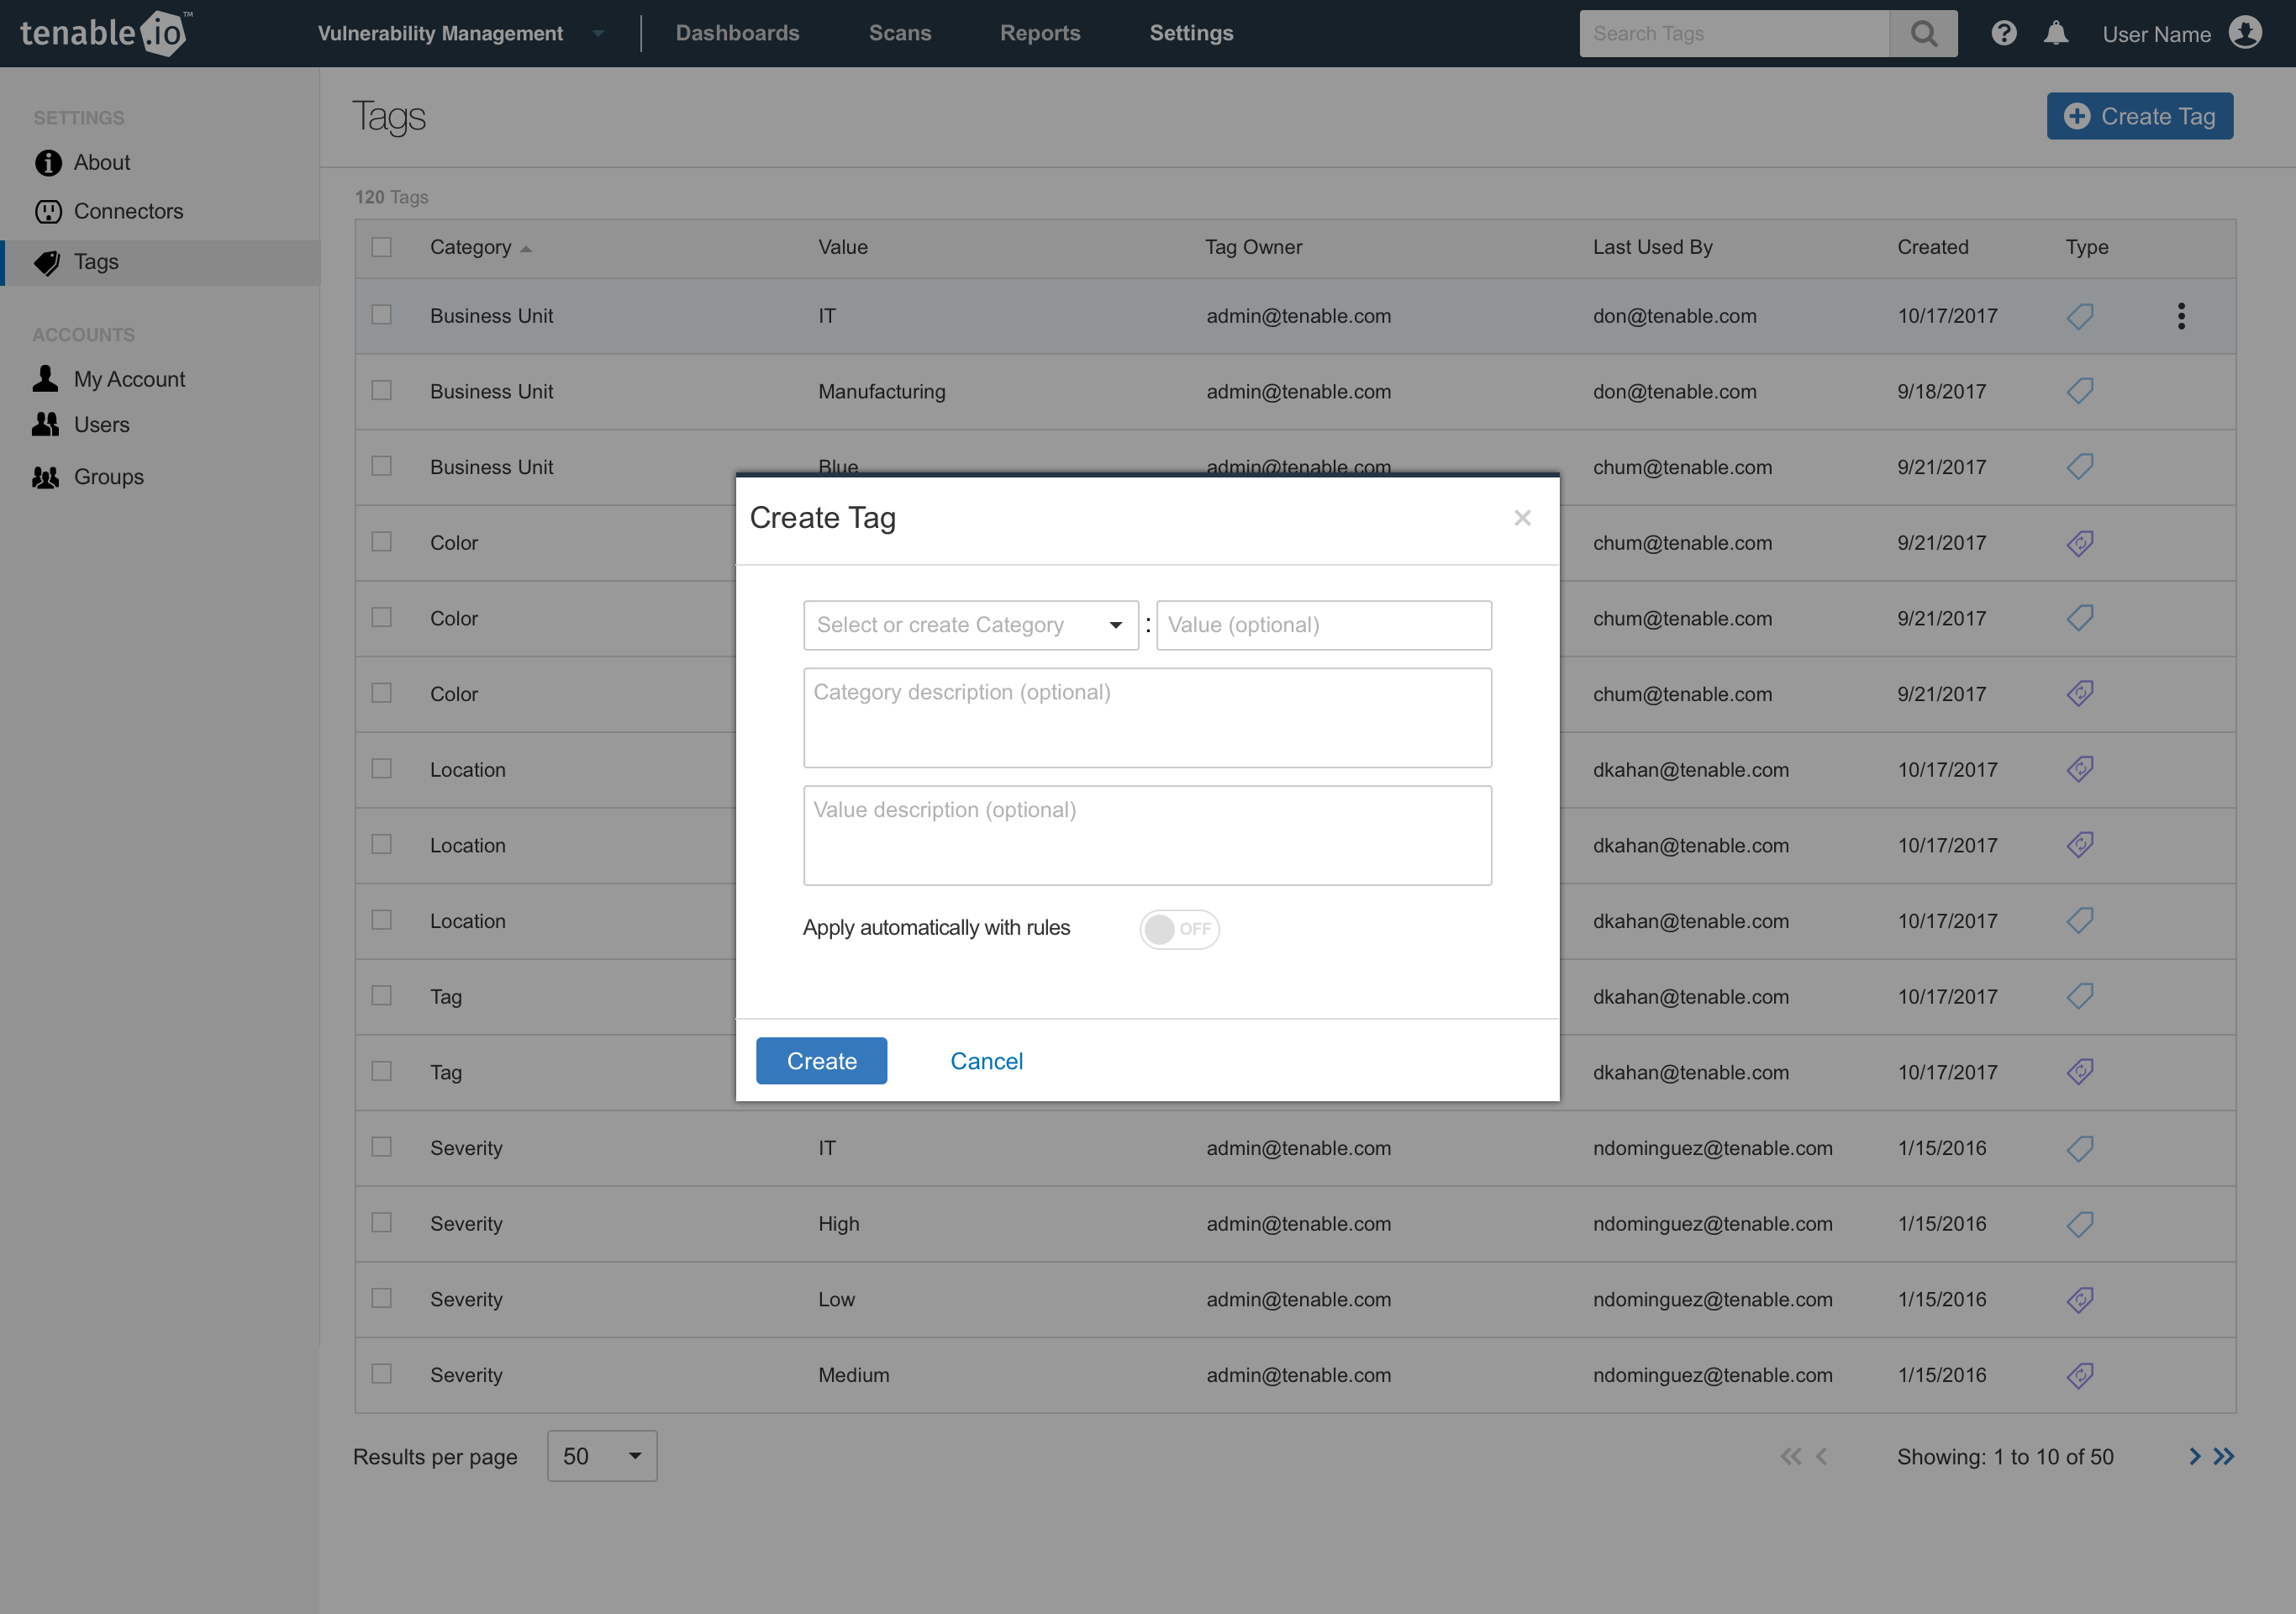 tenable.io™
Vulnerability Management
Dashboards
Scans
Reports
Settings
Search Tags
User Name
SETTINGS
About
Connectors
Tags
ACCOUNTS
My Account
Users
Groups
Tags
Create Tag
120 Tags
Category Value Tag Owner Last Used By Created Type
Business Unit IT admin@tenable.com don@tenable.com 10/17/2017
Business Unit Manufacturing admin@tenable.com don@tenable.com 9/18/2017
Business Unit Blue admin@tenable.com chum@tenable.com 9/21/2017
Color chum@tenable.com 9/21/2017
Color chum@tenable.com 9/21/2017
Color chum@tenable.com 9/21/2017
Location dkahan@tenable.com 10/17/2017
Location dkahan@tenable.com 10/17/2017
Location dkahan@tenable.com 10/17/2017
Tag dkahan@tenable.com 10/17/2017
Tag dkahan@tenable.com 10/17/2017
Severity IT admin@tenable.com ndominguez@tenable.com 1/15/2016
Severity High admin@tenable.com ndominguez@tenable.com 1/15/2016
Severity Low admin@tenable.com ndominguez@tenable.com 1/15/2016
Severity Medium admin@tenable.com ndominguez@tenable.com 1/15/2016
Results per page 50
Showing: 1 to 10 of 50
Create Tag
Select or create Category : Value (optional)
Category description (optional)
Value description (optional)
Apply automatically with rules OFF
Create Cancel